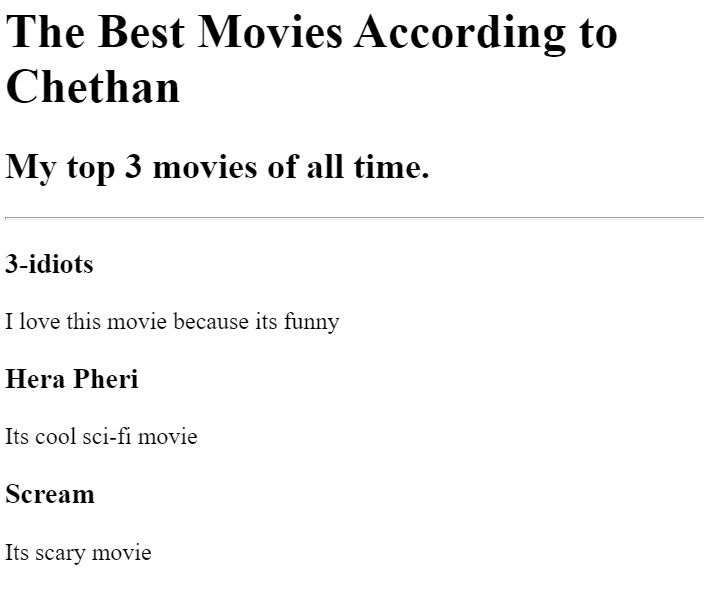 The Best Movies According to
Chethan
My top 3 movies of all time.
3-idiots
I love this movie because its funny
Hera Pheri
Its cool sci-fi movie
Scream
Its scary movie